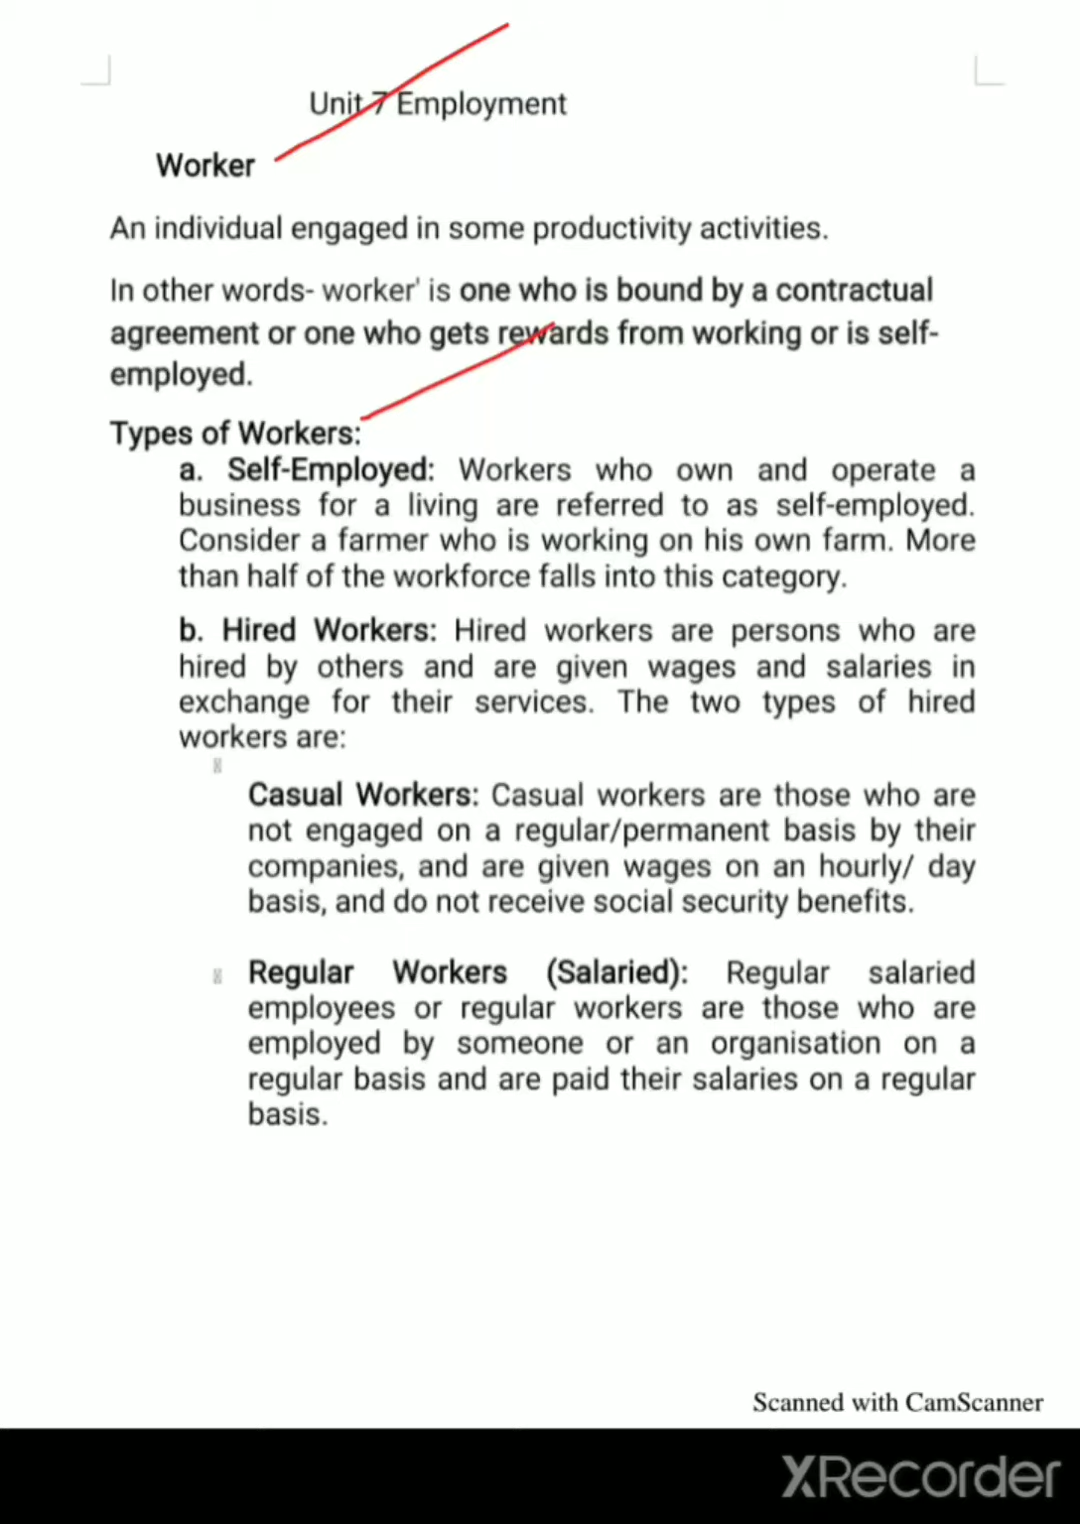 Unit 7 Employment
Worker
An individual engaged in some productivity activities.
In other words- worker' is one who is bound by a contractual
agreement or one who gets rewards from working or is self-
employed.
Types of Workers:
a. Self-Employed: Workers who own and operate a
business for a living are referred to as self-employed.
Consider a farmer who is working on his own farm. More
than half of the workforce falls into this category.
b. Hired Workers: Hired workers are persons who are
hired by others and are given wages and salaries in
exchange for their services. The two types of hired
workers are:
Casual Workers: Casual workers are those who are
not engaged on a regular/permanent basis by their
companies, and are given wages on an hourly/ day
basis, and do not receive social security benefits.
Regular Workers (Salaried): Regular salaried
employees or regular workers are those who are
employed by someone or an organisation on a
regular basis and are paid their salaries on a regular
basis.
Scanned with CamScanner
XRecorder